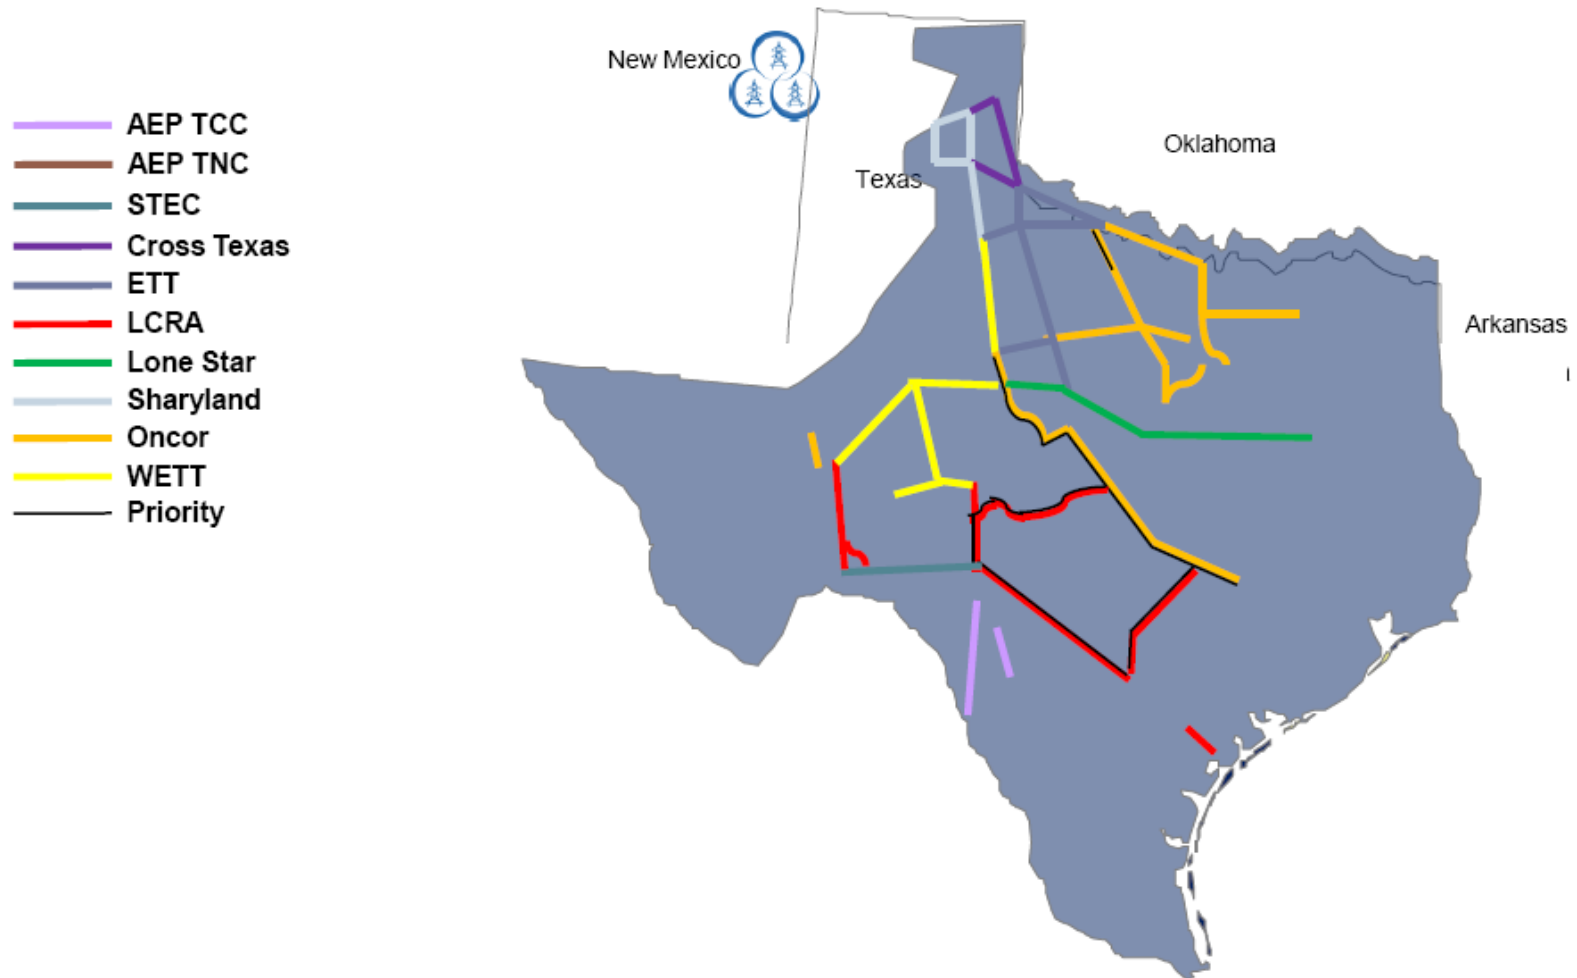 New Mexico
AEP TCC
Oklahoma
AEP TNC
Texas
STEC
Cross Texas
ETT
LCRA
Arkansas
Lone Star
Sharyland
Oncor
WETT
Priority